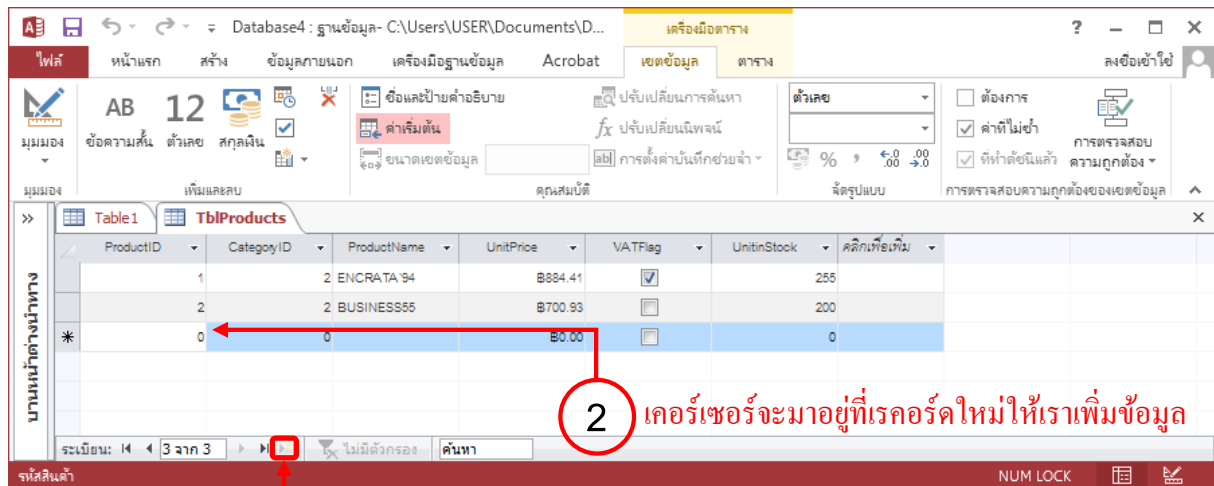 Database4 : ฐานข้อมูล- C:\Users\USER\Documents\D...
เครื่องมือตาราง
?
ไฟล์ หน้าแรก สร้าง ข้อมูลภายนอก เครื่องมือฐานข้อมูล Acrobat เขตข้อมูล ตาราง ลงชื่อเข้าใช้
มุมมอง
AB ข้อความสั้น
12 ตัวเลข
สกุลเงิน
ชื่อและป้ายคำอธิบาย
ค่าเริ่มต้น
ขนาดเขตข้อมูล
ปรับเปลี่ยนการค้นหา
fx ปรับเปลี่ยนนิพจน์
ab การตั้งค่าบันทึกช่วยจำ
ตัวเลข
% , .00 .00
ต้องการ
ค่าที่ไม่ซ้ำ
ที่ทำดัชนีแล้ว
การตรวจสอบ
ความถูกต้อง
มุมมอง เพิ่มและลบ คุณสมบัติ จัดรูปแบบ การตรวจสอบความถูกต้องของเขตข้อมูล
Table1 TblProducts
ProductID CategoryID ProductName UnitPrice VATFlag UnitinStock คลิกเพื่อเพิ่ม
1 2 ENCRATA'94 ฿884.41 255
2 2 BUSINESS55 ฿700.93 200
0 0 ฿0.00 0
บานหน้าต่างนำทาง
2 เคอร์เซอร์จะมาอยู่ที่เรคอร์ดใหม่ให้เราเพิ่มข้อมูล
ระเบียน: 3 จาก 3 ไม่มีตัวกรอง ค้นหา
รหัสสินค้า NUM LOCK